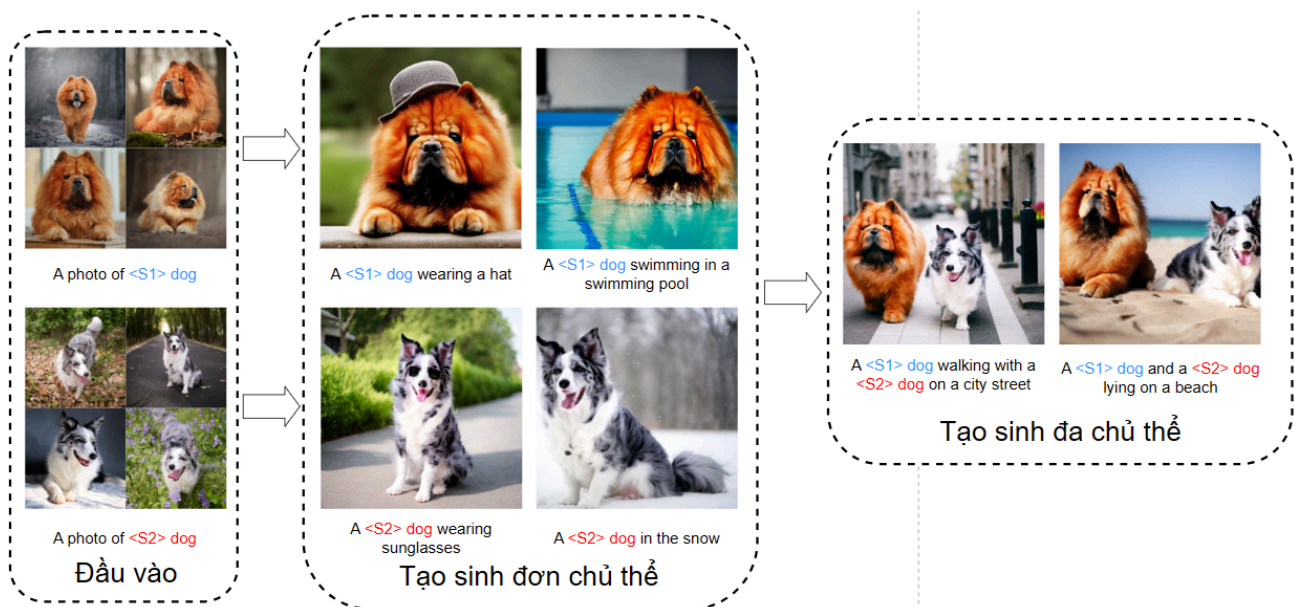 A photo of <S1> dog
A photo of <S2> dog
Đầu vào
A <S1> dog wearing a hat
A <S1> dog swimming in a
swimming pool
A <S2> dog wearing
sunglasses
A <S2> dog in the snow
Tạo sinh đơn chủ thể
A <S1> dog walking with a
<S2> dog on a city street
A <S1> dog and a <S2> dog
lying on a beach
Tạo sinh đa chủ thể